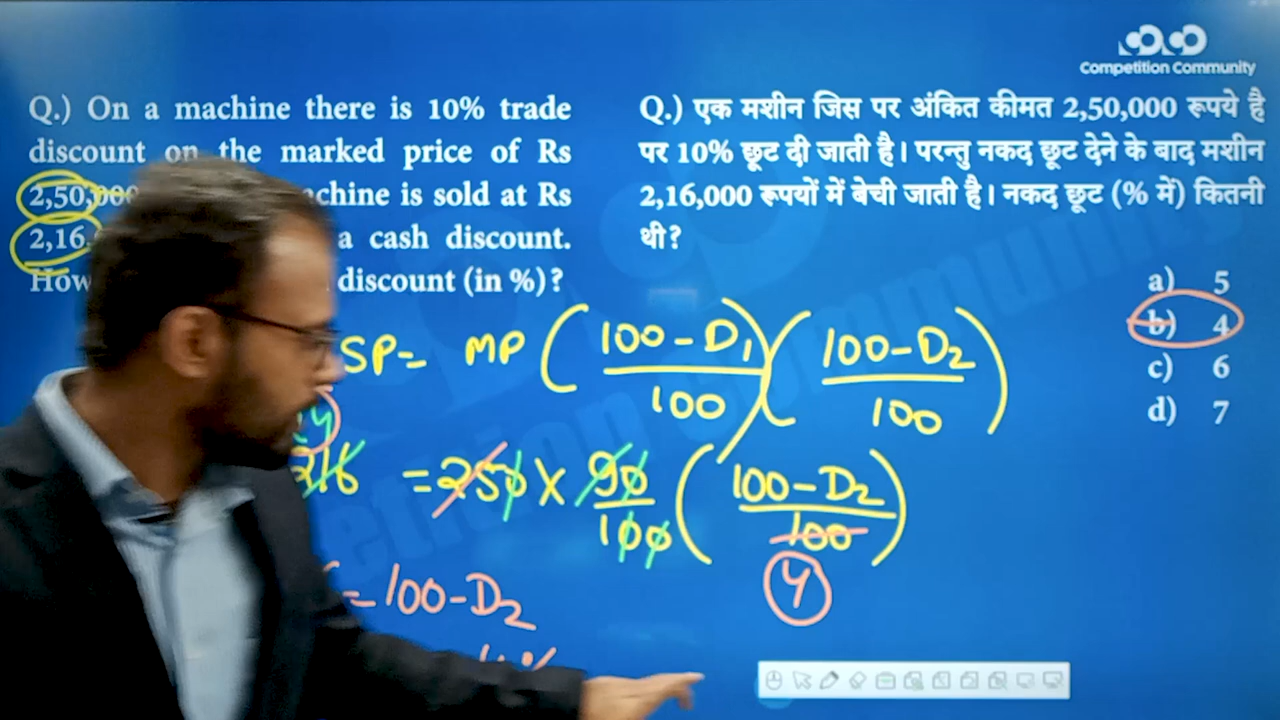 Competition Community
Q.) On a machine there is 10% trade
discount on the marked price of Rs
2,50,000 chine is sold at Rs
2,16 a cash discount.
How discount (in %)?
Q.) एक मशीन जिस पर अंकित कीमत 2,50,000 रूपये है
पर 10% छूट दी जाती है। परन्तु नकद छूट देने के बाद मशीन
2,16,000 रूपयों में बेची जाती है। नकद छूट (% में) कितनी
थी?
a) 5
b) 4
c) 6
d) 7
SP= MP (100-D₁/100)(100-D₂/100)
216 = 250 × 90/100 (100-D₂/100)
4
= 100-D₂